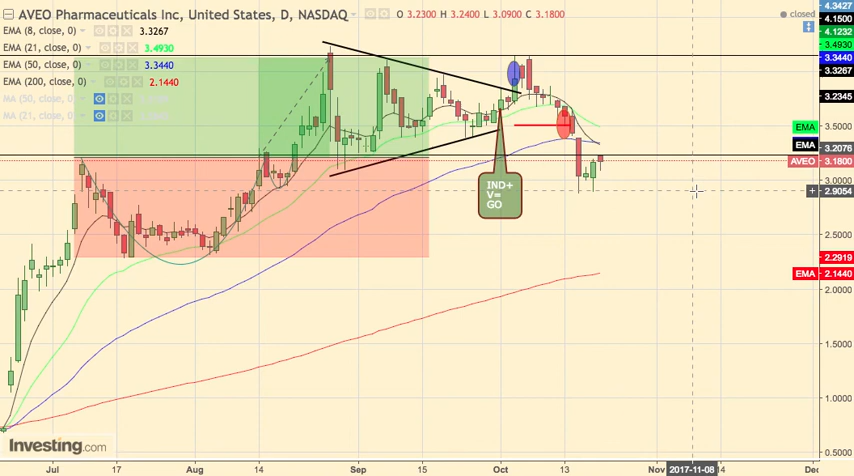 AVEO Pharmaceuticals Inc, United States, D, NASDAQ
O 3.2300 H 3.2400 L 3.0900 C 3.1800
closed
EMA (8, close, 0) 3.3267
EMA (21, close, 0) 3.4930
EMA (50, close, 0) 3.3440
EMA (200, close, 0) 2.1440
MA (50, close, 0)
MA (21, close, 0)
4.3427
4.1500
4.1232
3.4930
3.3440
3.3267
3.2345
3.5000
EMA
EMA 3.2076
AVEO 3.1800
3.0000
2.9054
2.5000
2.2919
EMA 2.1440
2.0000
1.5000
1.0000
0.5000
IND+
V=
GO
Investing.com
Jul 17 Aug 14 Sep 15 Oct 13 Nov 2017-11-08 14 Dec